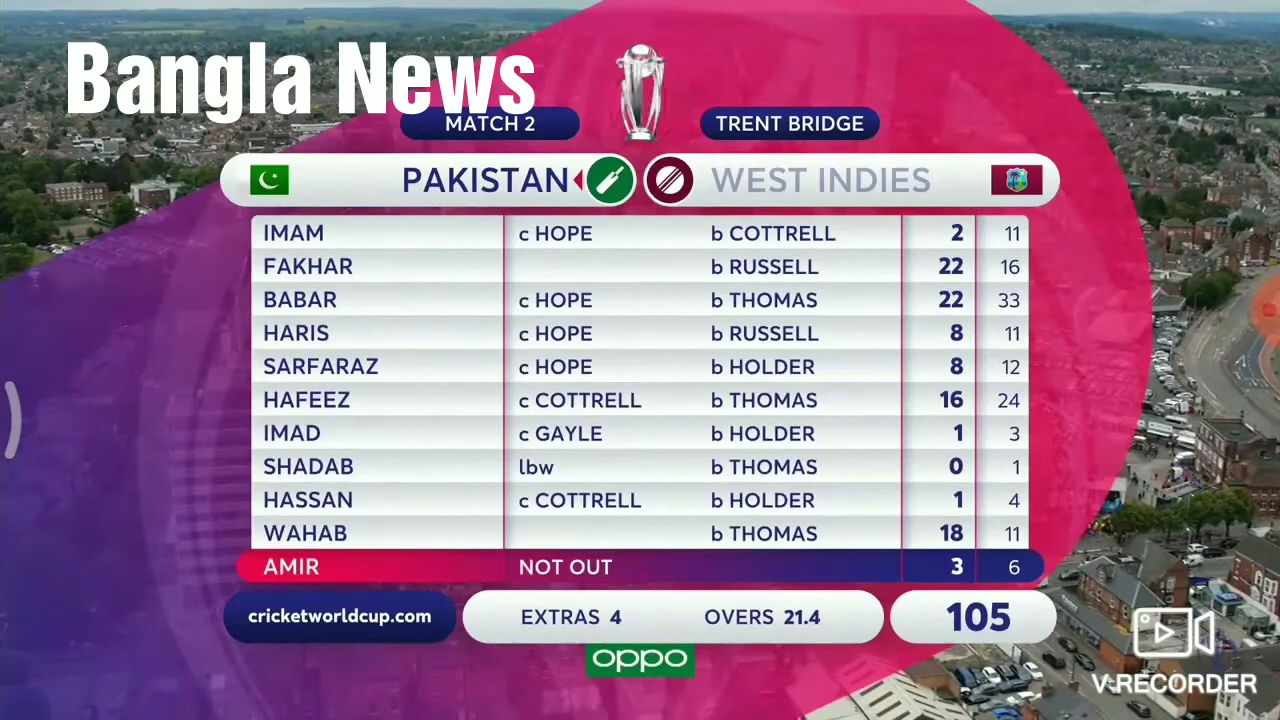 Bangla News
MATCH 2 TRENT BRIDGE
PAKISTAN WEST INDIES
IMAM c HOPE b COTTRELL 2 11
FAKHAR b RUSSELL 22 16
BABAR c HOPE b THOMAS 22 33
HARIS c HOPE b RUSSELL 8 11
SARFARAZ c HOPE b HOLDER 8 12
HAFEEZ c COTTRELL b THOMAS 16 24
IMAD c GAYLE b HOLDER 1 3
SHADAB lbw b THOMAS 0 1
HASSAN c COTTRELL b HOLDER 1 4
WAHAB b THOMAS 18 11
AMIR NOT OUT 3 6
cricketworldcup.com EXTRAS 4 OVERS 21.4 105
oppo
V-RECORDER